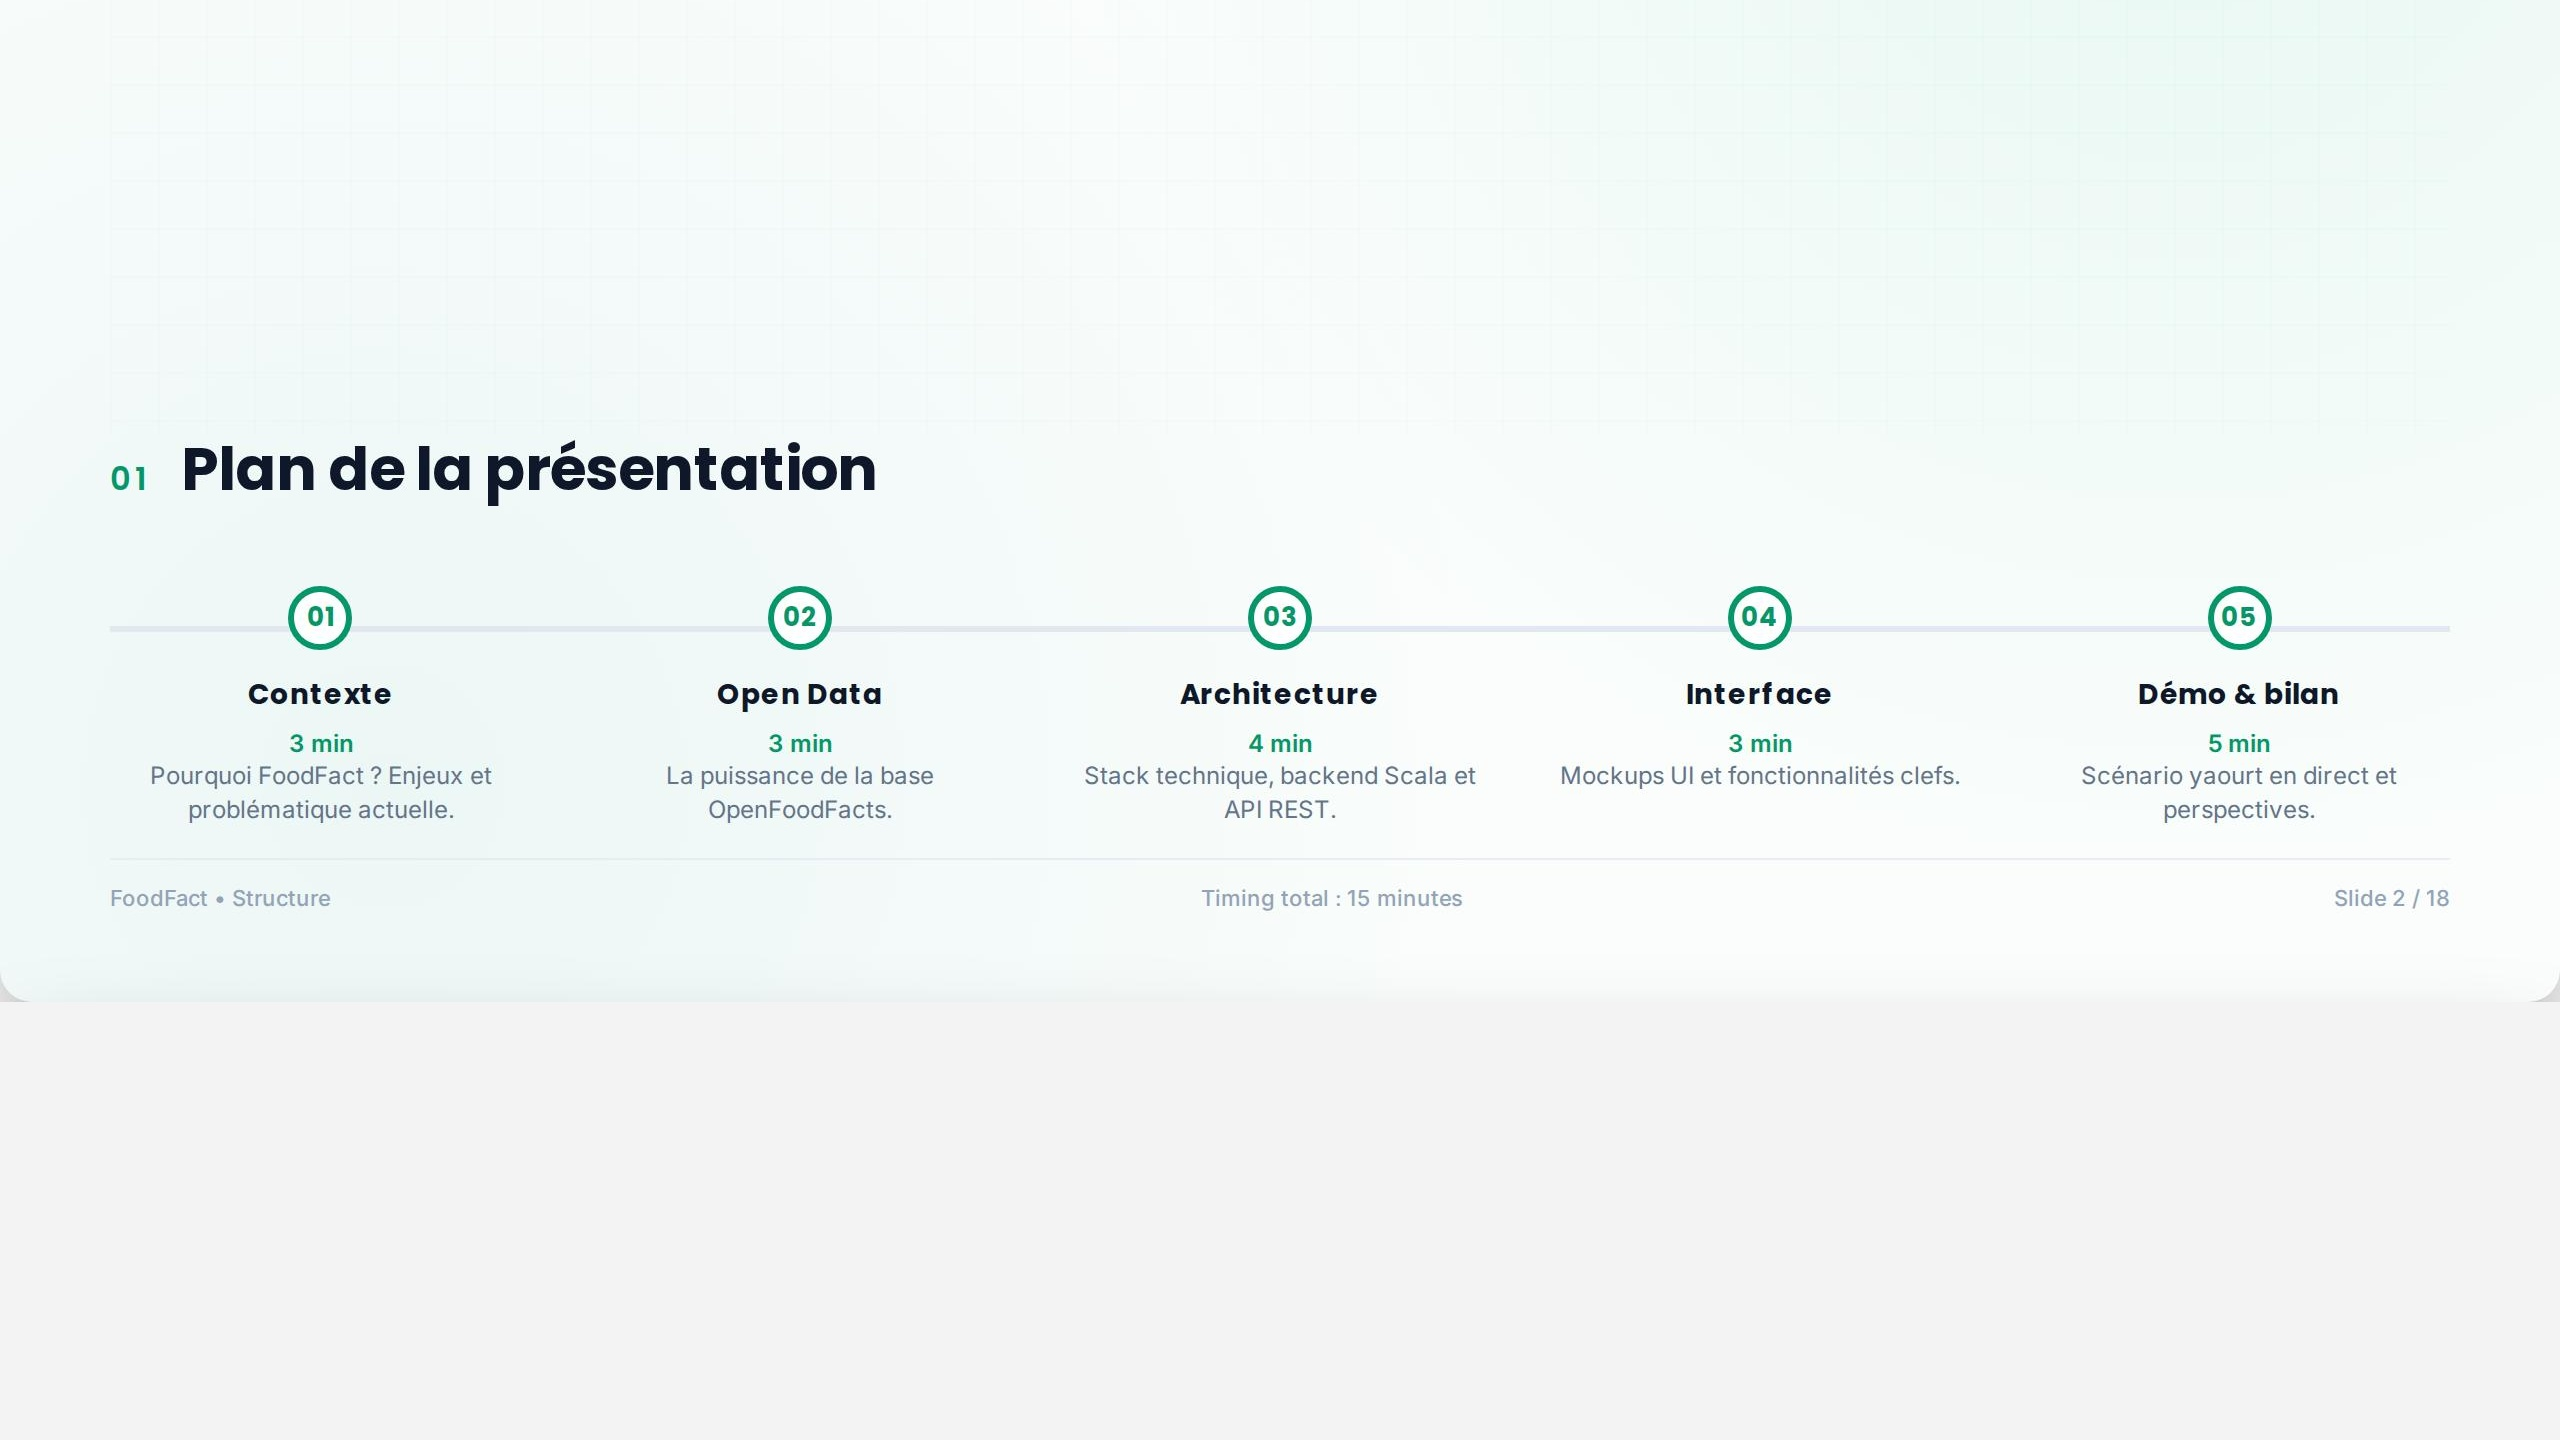 01 Plan de la présentation
01
02
03
04
05
Contexte
3 min
Pourquoi FoodFact ? Enjeux et
problématique actuelle.
Open Data
3 min
La puissance de la base
OpenFoodFacts.
Architecture
4 min
Stack technique, backend Scala et
API REST.
Interface
3 min
Mockups UI et fonctionnalités clefs.
Démo & bilan
5 min
Scénario yaourt en direct et
perspectives.
FoodFact • Structure
Timing total : 15 minutes
Slide 2 / 18